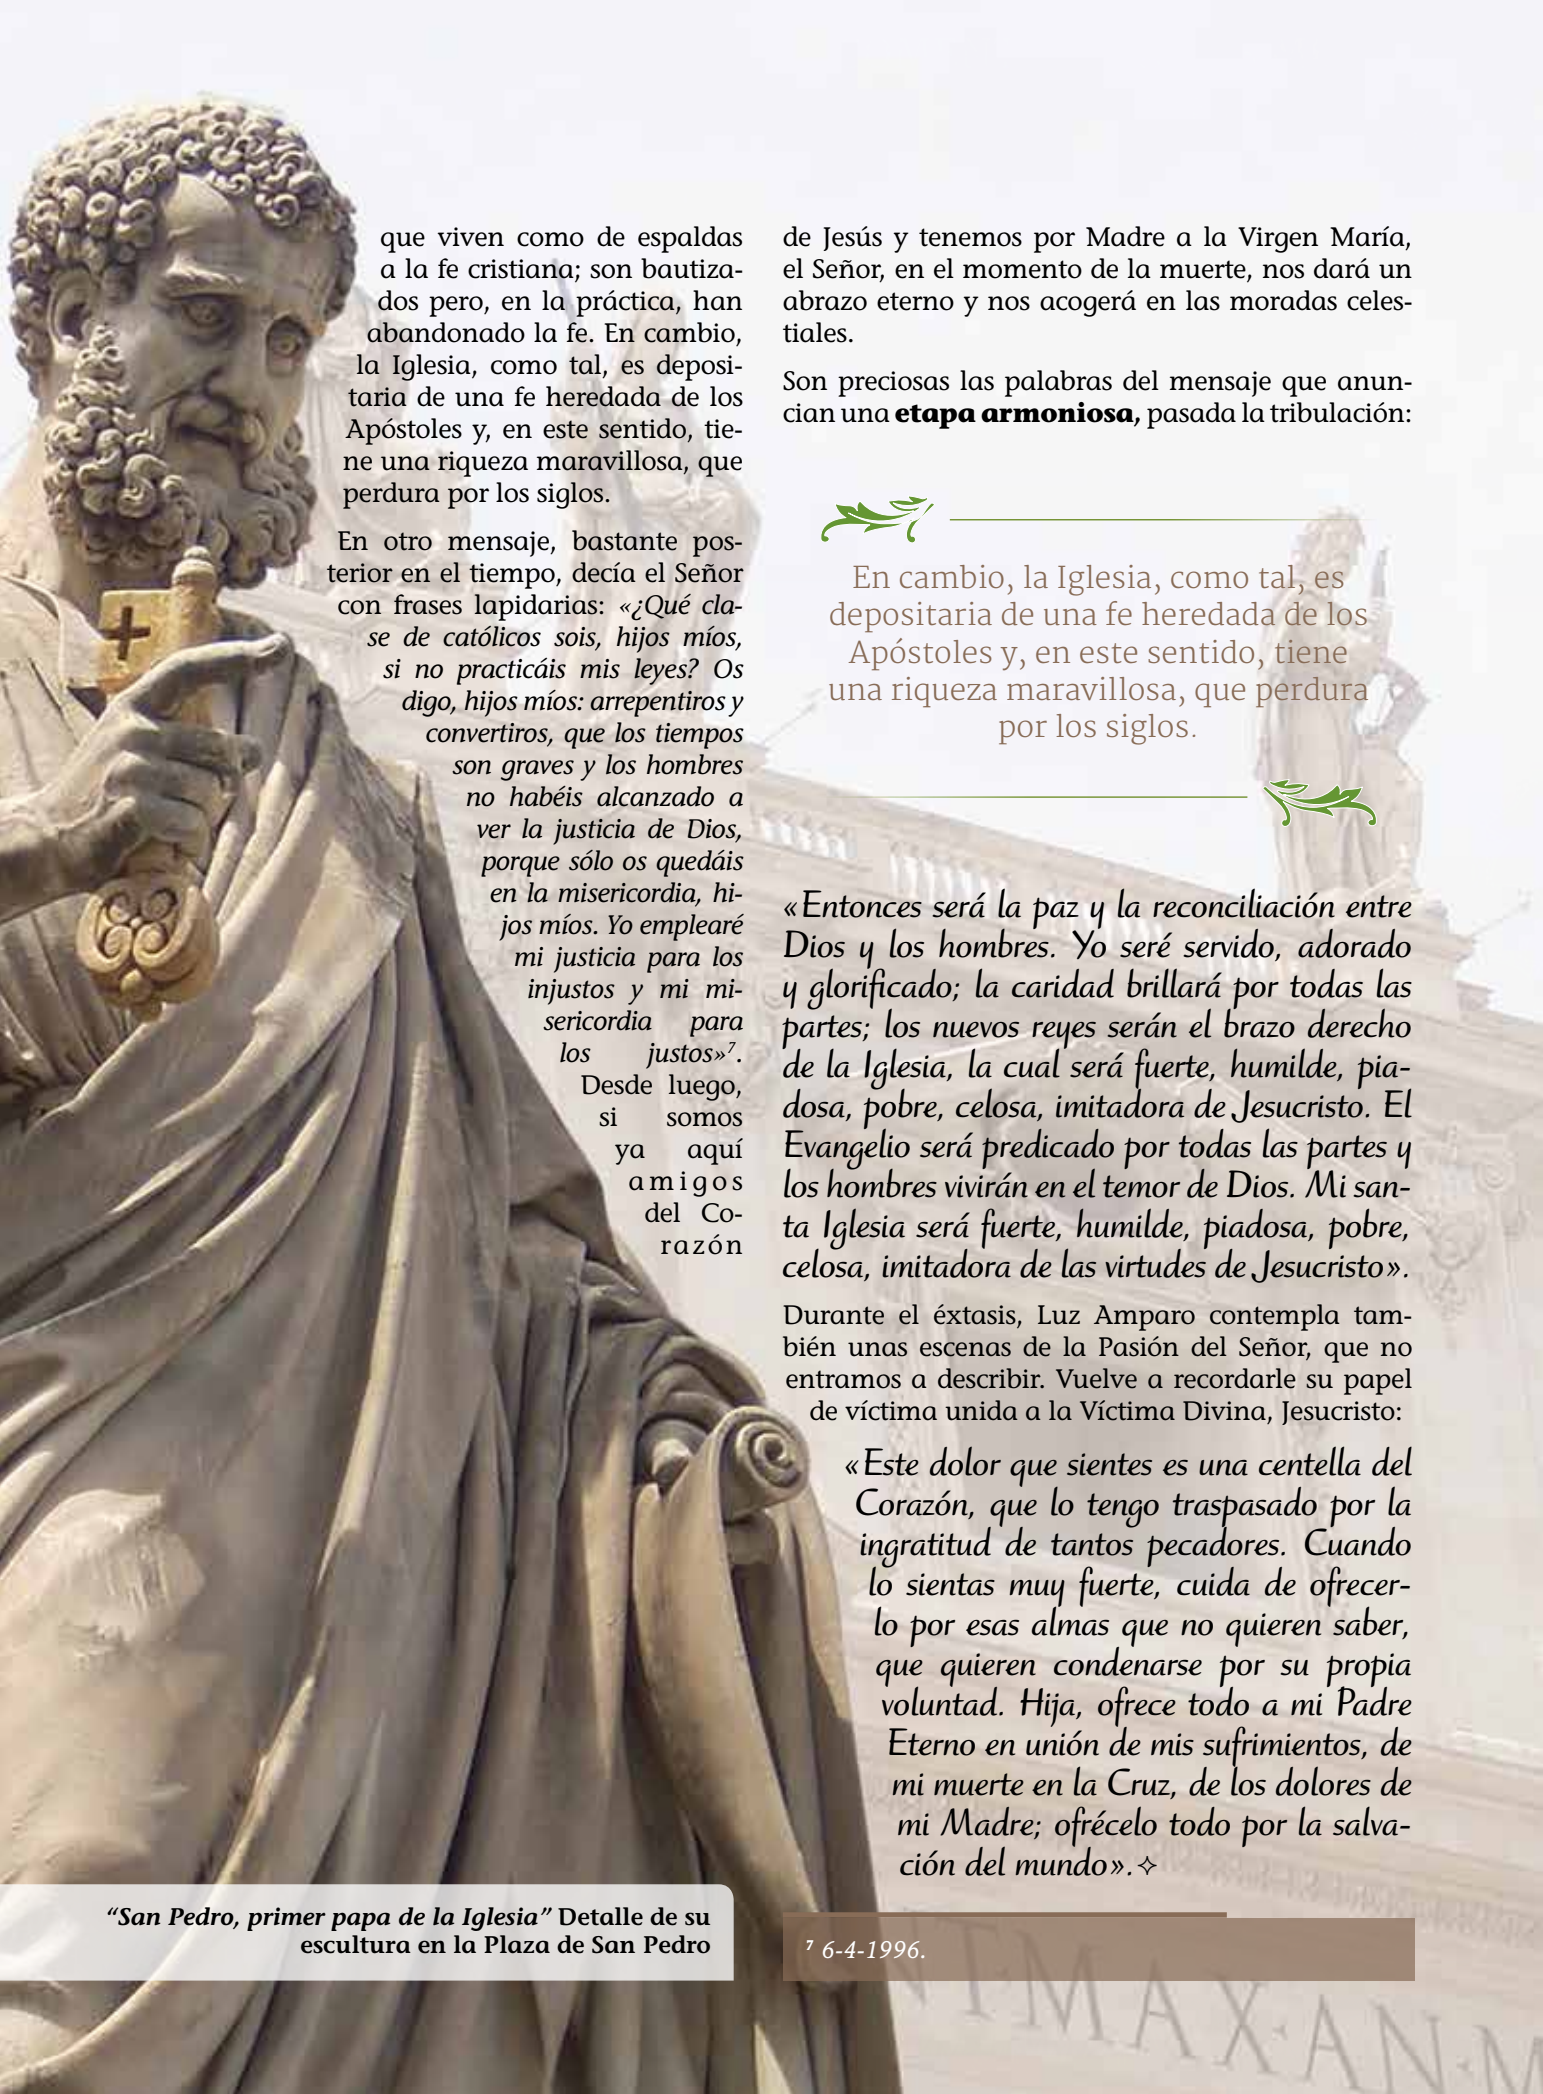 que viven como de espaldas
a la fe cristiana; son bautiza-
dos pero, en la práctica, han
abandonado la fe. En cambio,
la Iglesia, como tal, es deposi-
taria de una fe heredada de los
Apóstoles y, en este sentido, tie-
ne una riqueza maravillosa, que
perdura por los siglos.
En otro mensaje, bastante pos-
terior en el tiempo, decía el Señor
con frases lapidarias: «¿Qué cla-
se de católicos sois, hijos míos,
si no practicáis mis leyes? Os
digo, hijos míos: arrepentiros y
convertiros, que los tiempos
son graves y los hombres
no habéis alcanzado a
ver la justicia de Dios,
porque sólo os quedáis
en la misericordia, hi-
jos míos. Yo emplearé
mi justicia para los
injustos y mi mi-
sericordia para
los justos»⁷.
Desde luego,
si somos
ya aquí
amigos
del Co-
razón
de Jesús y tenemos por Madre a la Virgen María,
el Señor, en el momento de la muerte, nos dará un
abrazo eterno y nos acogerá en las moradas celes-
tiales.
Son preciosas las palabras del mensaje que anun-
cian una etapa armoniosa, pasada la tribulación:
En cambio, la Iglesia, como tal, es
depositaria de una fe heredada de los
Apóstoles y, en este sentido, tiene
una riqueza maravillosa, que perdura
por los siglos.
«Entonces será la paz y la reconciliación entre
Dios y los hombres. Yo seré servido, adorado
y glorificado; la caridad brillará por todas las
partes; los nuevos reyes serán el brazo derecho
de la Iglesia, la cual será fuerte, humilde, pia-
dosa, pobre, celosa, imitadora de Jesucristo. El
Evangelio será predicado por todas las partes y
los hombres vivirán en el temor de Dios. Mi san-
ta Iglesia será fuerte, humilde, piadosa, pobre,
celosa, imitadora de las virtudes de Jesucristo».
Durante el éxtasis, Luz Amparo contempla tam-
bién unas escenas de la Pasión del Señor, que no
entramos a describir. Vuelve a recordarle su papel
de víctima unida a la Víctima Divina, Jesucristo:
«Este dolor que sientes es una centella del
Corazón, que lo tengo traspasado por la
ingratitud de tantos pecadores. Cuando
lo sientas muy fuerte, cuida de ofrecer-
lo por esas almas que no quieren saber,
que quieren condenarse por su propia
voluntad. Hija, ofrece todo a mi Padre
Eterno en unión de mis sufrimientos, de
mi muerte en la Cruz, de los dolores de
mi Madre; ofrécelo todo por la salva-
ción del mundo».✧
"San Pedro, primer papa de la Iglesia" Detalle de su
escultura en la Plaza de San Pedro
⁷ 6-4-1996.
NT·MAX·AN·M